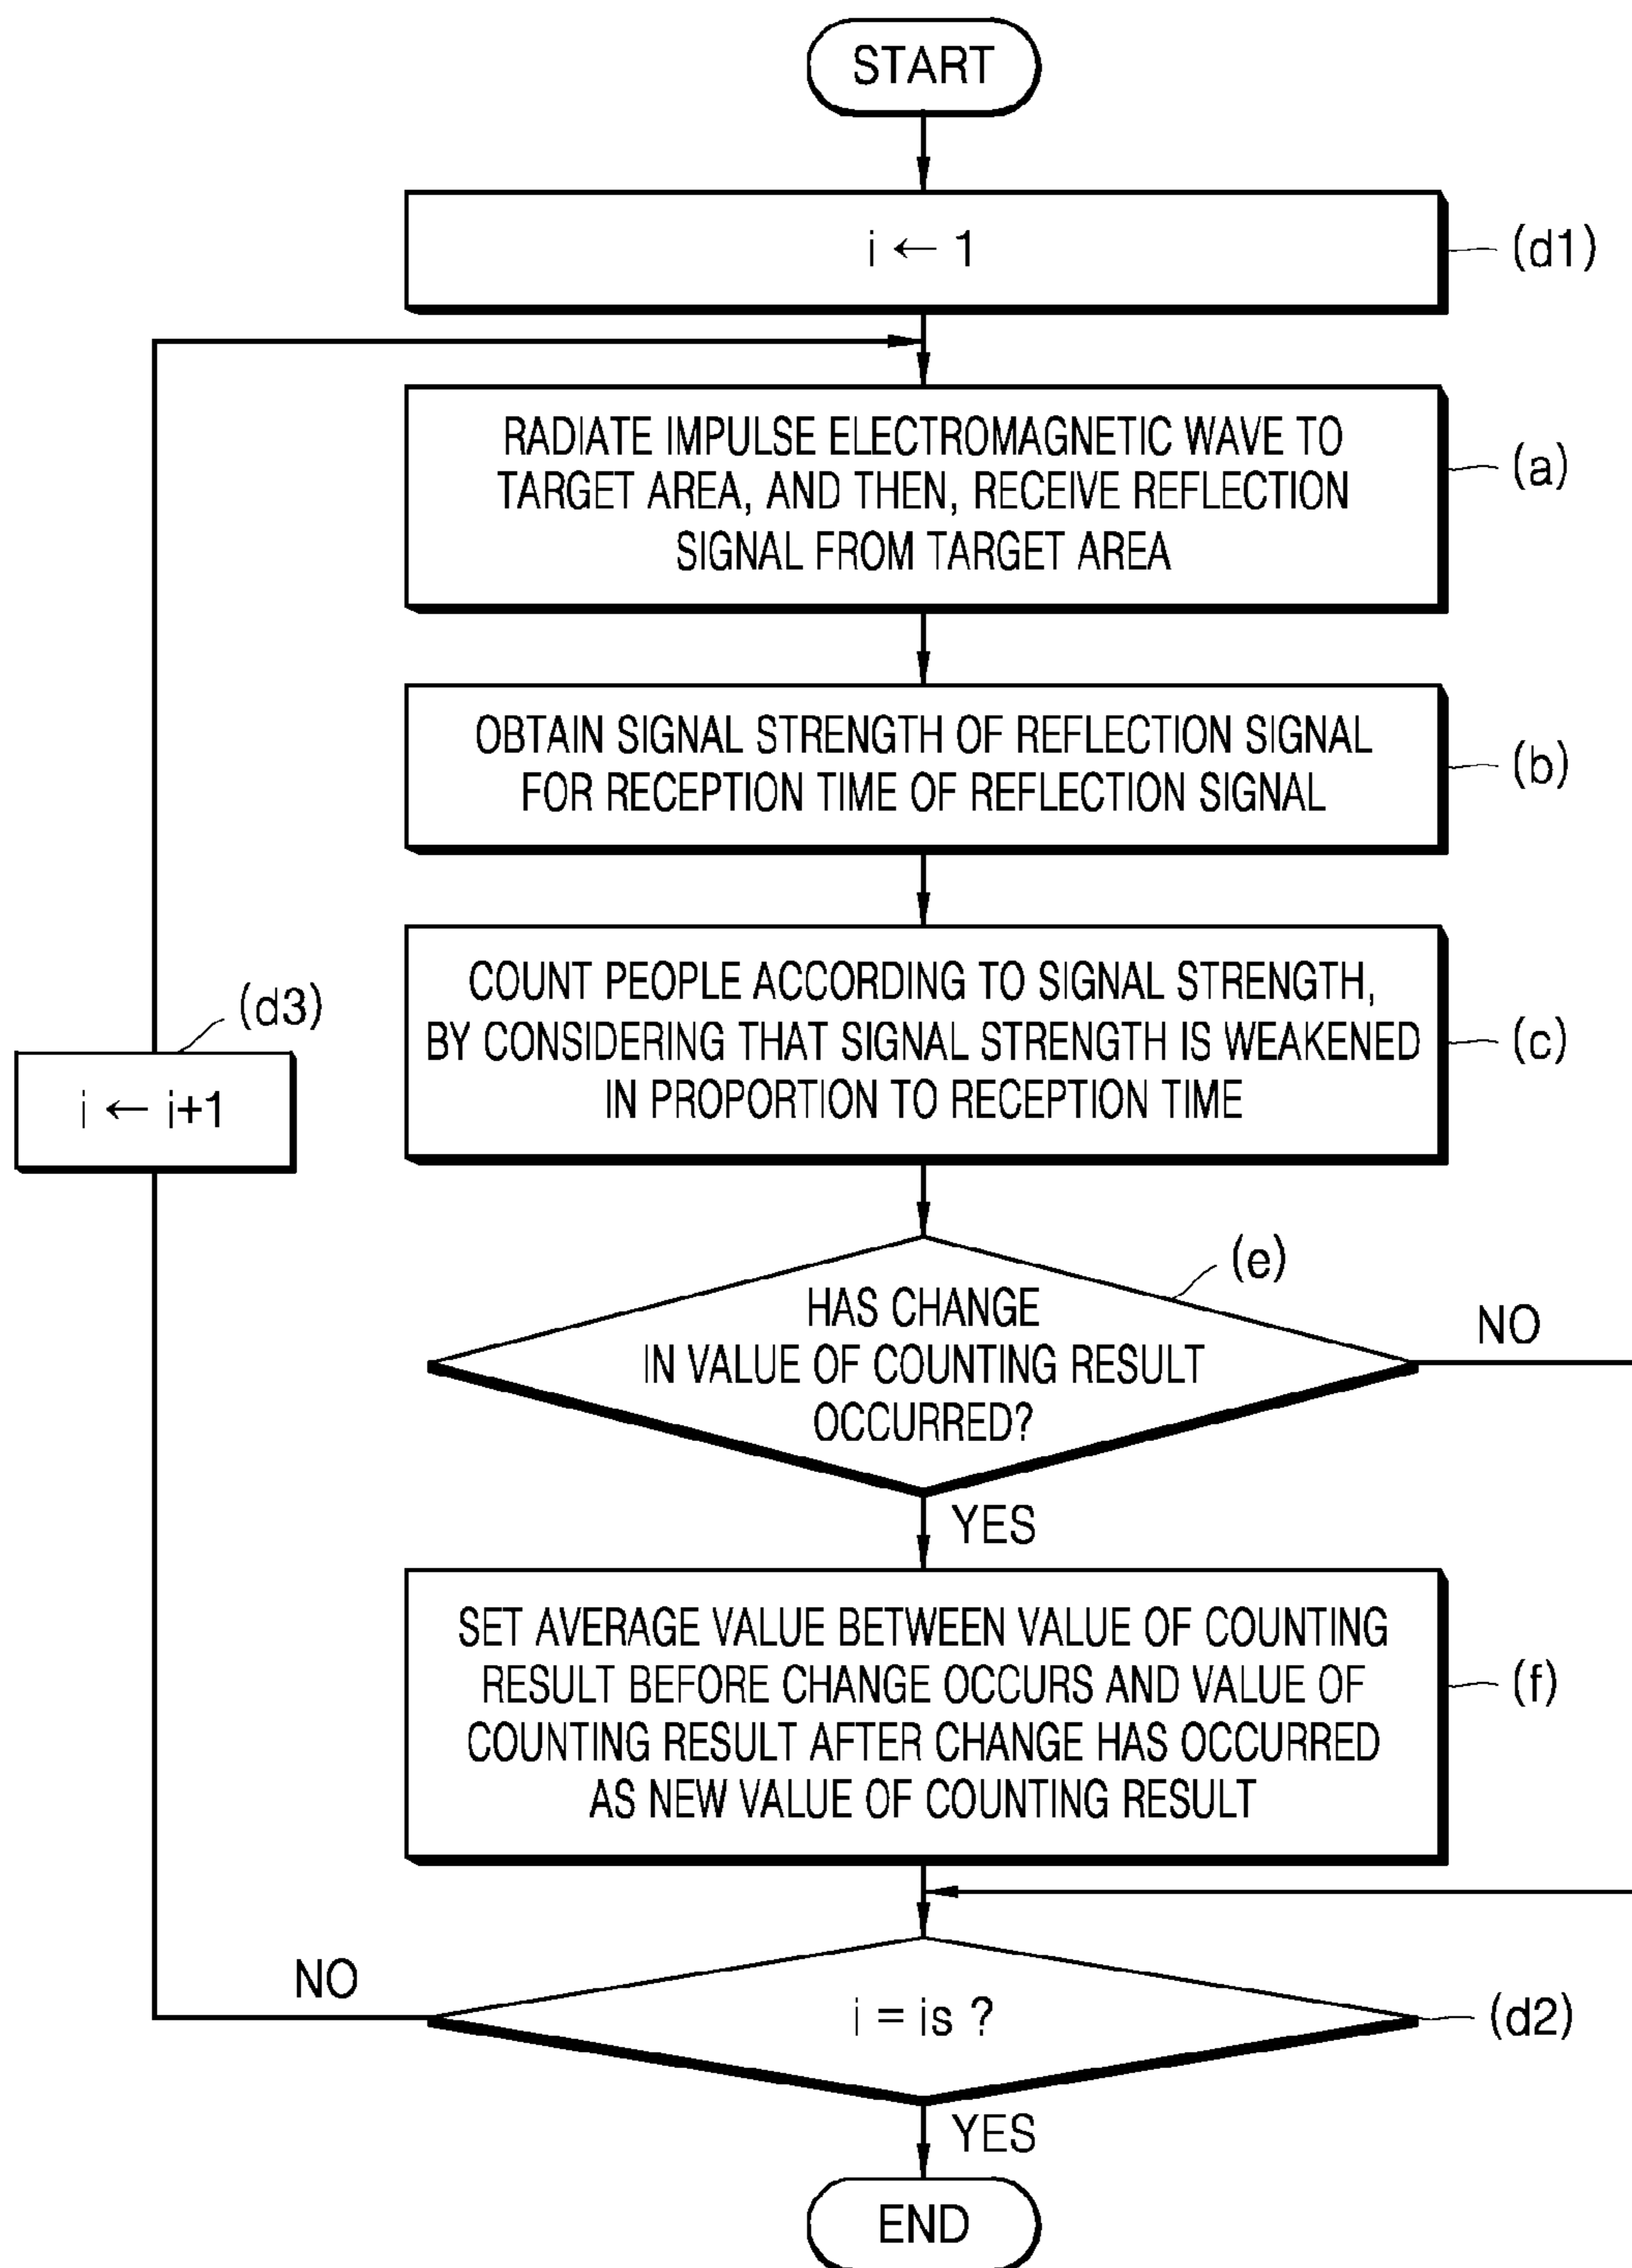 START
i ← 1
(d1)
RADIATE IMPULSE ELECTROMAGNETIC WAVE TO
TARGET AREA, AND THEN, RECEIVE REFLECTION
SIGNAL FROM TARGET AREA
(a)
OBTAIN SIGNAL STRENGTH OF REFLECTION SIGNAL
FOR RECEPTION TIME OF REFLECTION SIGNAL
(b)
COUNT PEOPLE ACCORDING TO SIGNAL STRENGTH,
BY CONSIDERING THAT SIGNAL STRENGTH IS WEAKENED
IN PROPORTION TO RECEPTION TIME
(c)
(d3)
i ← i+1
(e)
HAS CHANGE
IN VALUE OF COUNTING RESULT
OCCURRED?
NO
YES
SET AVERAGE VALUE BETWEEN VALUE OF COUNTING
RESULT BEFORE CHANGE OCCURS AND VALUE OF
COUNTING RESULT AFTER CHANGE HAS OCCURRED
AS NEW VALUE OF COUNTING RESULT
(f)
NO
i = is ?
(d2)
YES
END